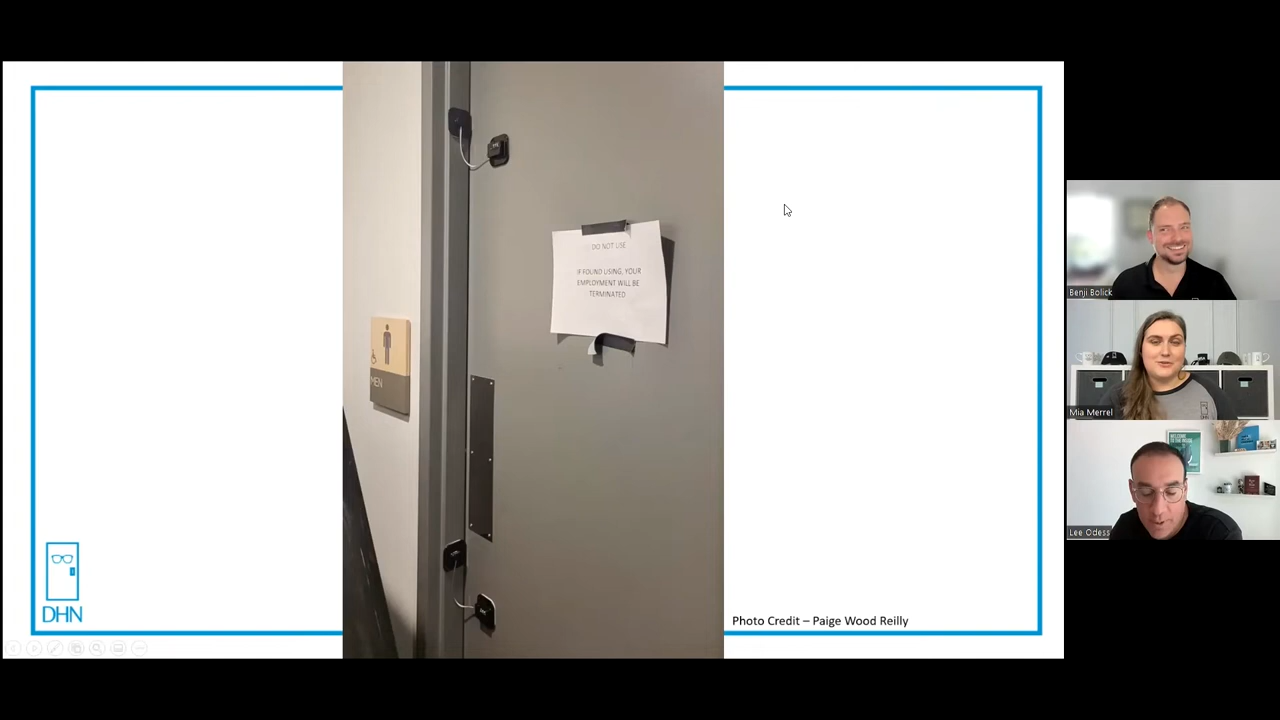 DO NOT USE
IF FOUND USING, YOUR
EMPLOYMENT WILL BE
TERMINATED
MEN
DHN
Photo Credit – Paige Wood Reilly
Benji Bolick
Mia Merrel
DHN
Lee Odess